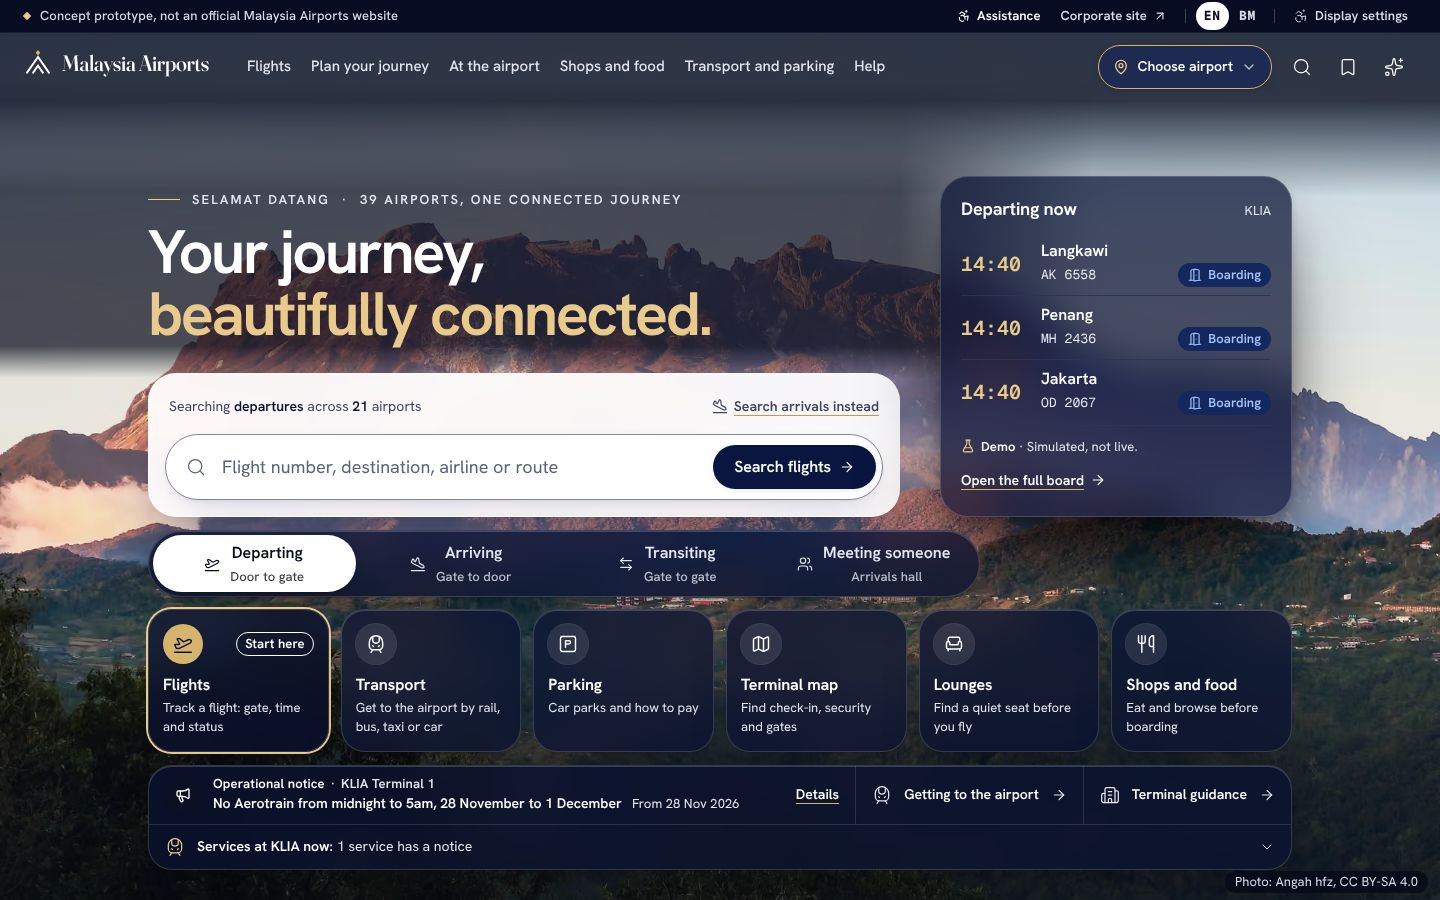 Concept prototype, not an official Malaysia Airports website
Assistance
Corporate site
EN
BM
Display settings
Malaysia Airports
Flights
Plan your journey
At the airport
Shops and food
Transport and parking
Help
Choose airport
SELAMAT DATANG · 39 AIRPORTS, ONE CONNECTED JOURNEY
Your journey,
beautifully connected.
Searching departures across 21 airports
Search arrivals instead
Flight number, destination, airline or route
Search flights
Departing now
KLIA
14:40
Langkawi
AK 6558
Boarding
14:40
Penang
MH 2436
Boarding
14:40
Jakarta
OD 2067
Boarding
Demo · Simulated, not live.
Open the full board
Departing
Door to gate
Arriving
Gate to door
Transiting
Gate to gate
Meeting someone
Arrivals hall
Start here
Flights
Track a flight: gate, time
and status
Transport
Get to the airport by rail,
bus, taxi or car
P
Parking
Car parks and how to pay
Terminal map
Find check-in, security
and gates
Lounges
Find a quiet seat before
you fly
Shops and food
Eat and browse before
boarding
Operational notice · KLIA Terminal 1
No Aerotrain from midnight to 5am, 28 November to 1 December From 28 Nov 2026
Details
Getting to the airport
Terminal guidance
Services at KLIA now: 1 service has a notice
Photo: Angah hfz, CC BY-SA 4.0